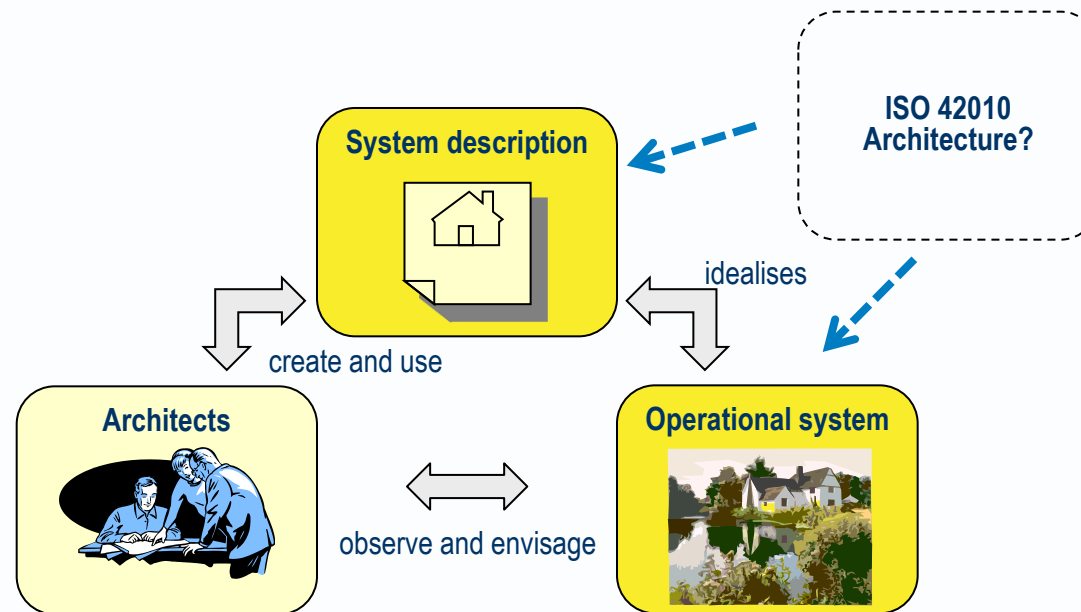 ISO 42010
Architecture?
System description
idealises
create and use
Architects
Operational system
observe and envisage